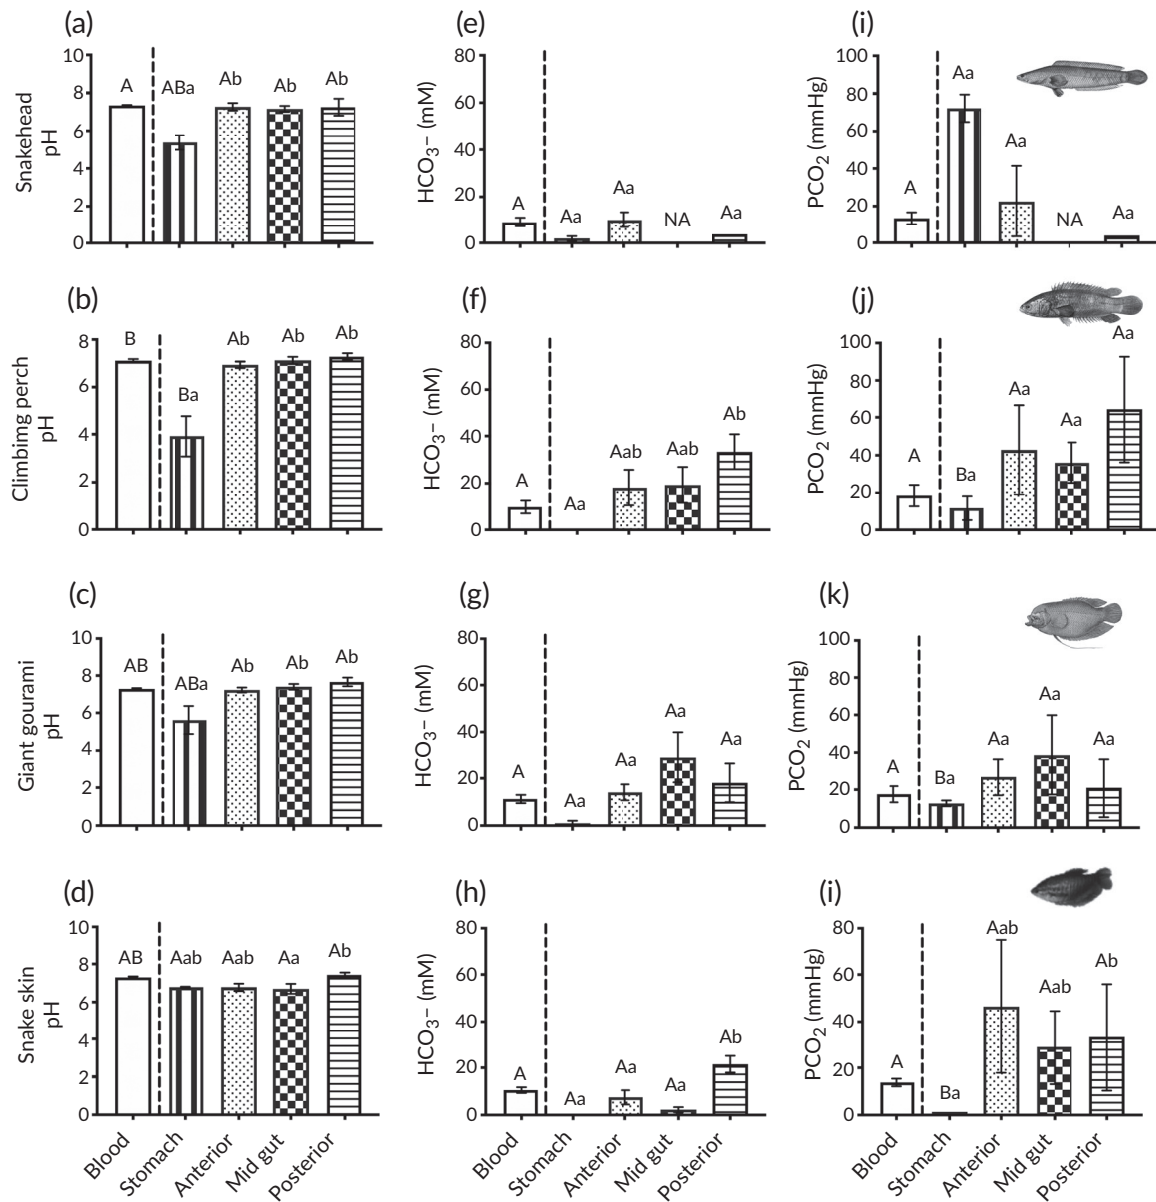 (a)
(e)
(i)
Snakehead
pH
10
8
6
4
2
0
A
ABa
Ab
Ab
Ab
HCO3− (mM)
80
60
40
20
0
A
Aa
Aa
NA
Aa
PCO2 (mmHg)
100
80
60
40
20
0
A
Aa
Aa
NA
Aa
(b)
(f)
(j)
Climbimg perch
pH
8
6
4
2
0
B
Ba
Ab
Ab
Ab
HCO3− (mM)
80
60
40
20
0
A
Aa
Aab
Aab
Ab
PCO2 (mmHg)
100
80
60
40
20
0
A
Ba
Aa
Aa
Aa
(c)
(g)
(k)
Giant gourami
pH
10
8
6
4
2
0
AB
ABa
Ab
Ab
Ab
HCO3− (mM)
80
60
40
20
0
A
Aa
Aa
Aa
Aa
PCO2 (mmHg)
100
80
60
40
20
0
A
Ba
Aa
Aa
Aa
(d)
(h)
(i)
Snake skin
pH
10
8
6
4
2
0
AB
Aab
Aab
Aa
Ab
HCO3− (mM)
80
60
40
20
0
A
Aa
Aa
Aa
Ab
PCO2 (mmHg)
80
60
40
20
0
A
Ba
Aab
Aab
Ab
Blood
Stomach
Anterior
Mid gut
Posterior
Blood
Stomach
Anterior
Mid gut
Posterior
Blood
Stomach
Anterior
Mid gut
Posterior